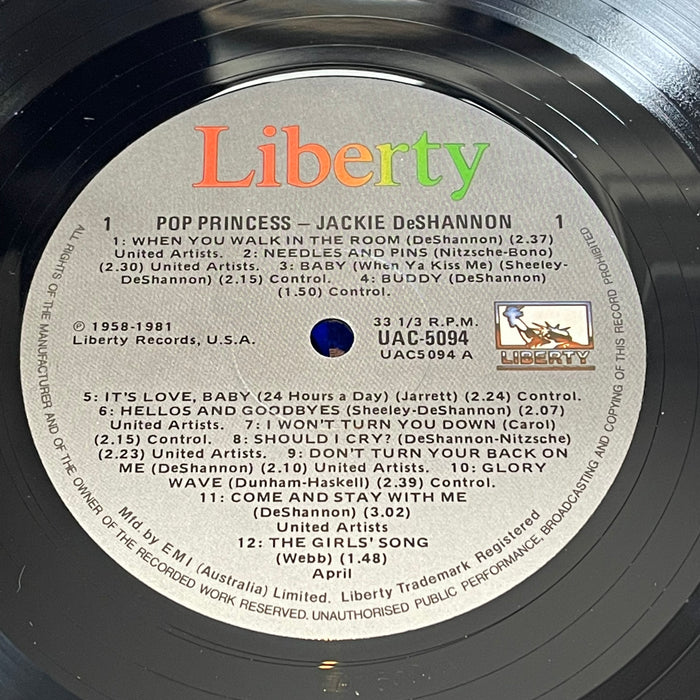 Liberty
1 POP PRINCESS – JACKIE DeSHANNON 1
1: WHEN YOU WALK IN THE ROOM (DeShannon) (2.37)
United Artists. 2: NEEDLES AND PINS (Nitzsche-Bono)
(2.30) United Artists. 3: BABY (When Ya Kiss Me) (Sheeley-
DeShannon) (2.15) Control. 4: BUDDY (DeShannon)
(1.50) Control.
℗ 1958-1981
Liberty Records, U.S.A.
33 1/3 R.P.M.
UAC-5094
UAC5094 A
LIBERTY
5: IT'S LOVE, BABY (24 Hours a Day) (Jarrett) (2.24) Control.
6: HELLOS AND GOODBYES (Sheeley-DeShannon) (2.07)
United Artists. 7: I WON'T TURN YOU DOWN (Carol)
(2.15) Control. 8: SHOULD I CRY? (DeShannon-Nitzsche)
(2.23) United Artists. 9: DON'T TURN YOUR BACK ON
ME (DeShannon) (2.10) United Artists. 10: GLORY
WAVE (Dunham-Haskell) (2.39) Control.
11: COME AND STAY WITH ME
(DeShannon) (3.02)
United Artists
12: THE GIRLS' SONG
(Webb) (1.48)
April
Mfd by EMI (Australia) Limited. Liberty Trademark Registered
ALL RIGHTS OF THE MANUFACTURER AND OF THE OWNER OF THE RECORDED WORK RESERVED. UNAUTHORISED PUBLIC PERFORMANCE, BROADCASTING AND COPYING OF THIS RECORD PROHIBITED